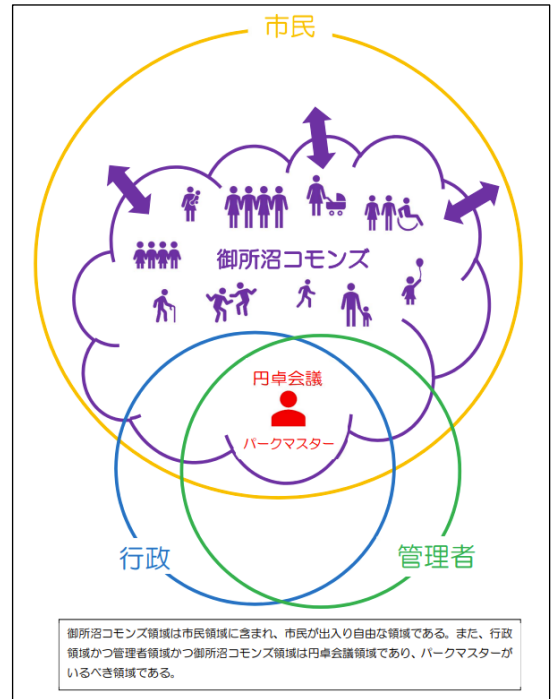 市民
御所沼コモンズ
円卓会議
パークマスター
行政
管理者
御所沼コモンズ領域は市民領域に含まれ、市民が出入り自由な領域である。また、行政
領域かつ管理者領域かつ御所沼コモンズ領域は円卓会議領域であり、パークマスターが
いるべき領域である。